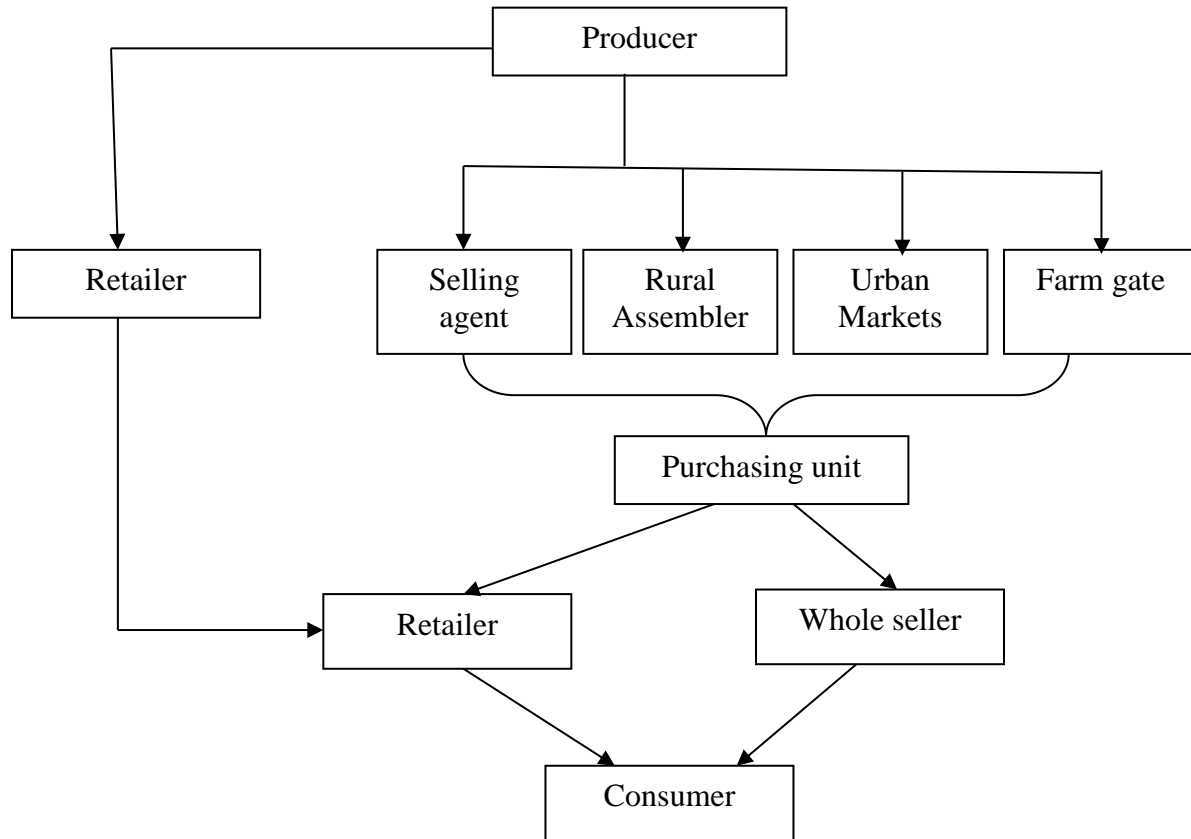 Producer
Retailer
Selling
agent
Rural
Assembler
Urban
Markets
Farm gate
Purchasing unit
Retailer
Whole seller
Consumer